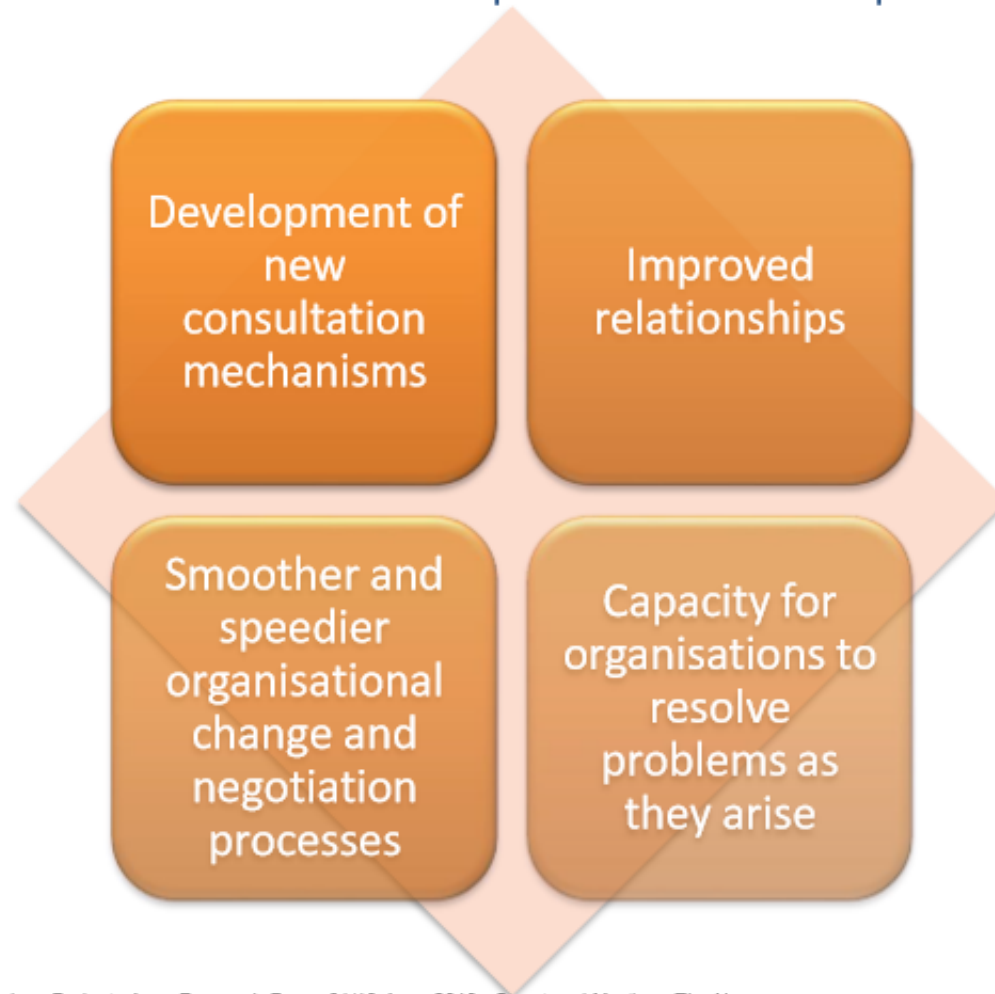 Development of
new
consultation
mechanisms
Improved
relationships
Smoother and
speedier
organisational
change and
negotiation
processes
Capacity for
organisations to
resolve
problems as
they arise